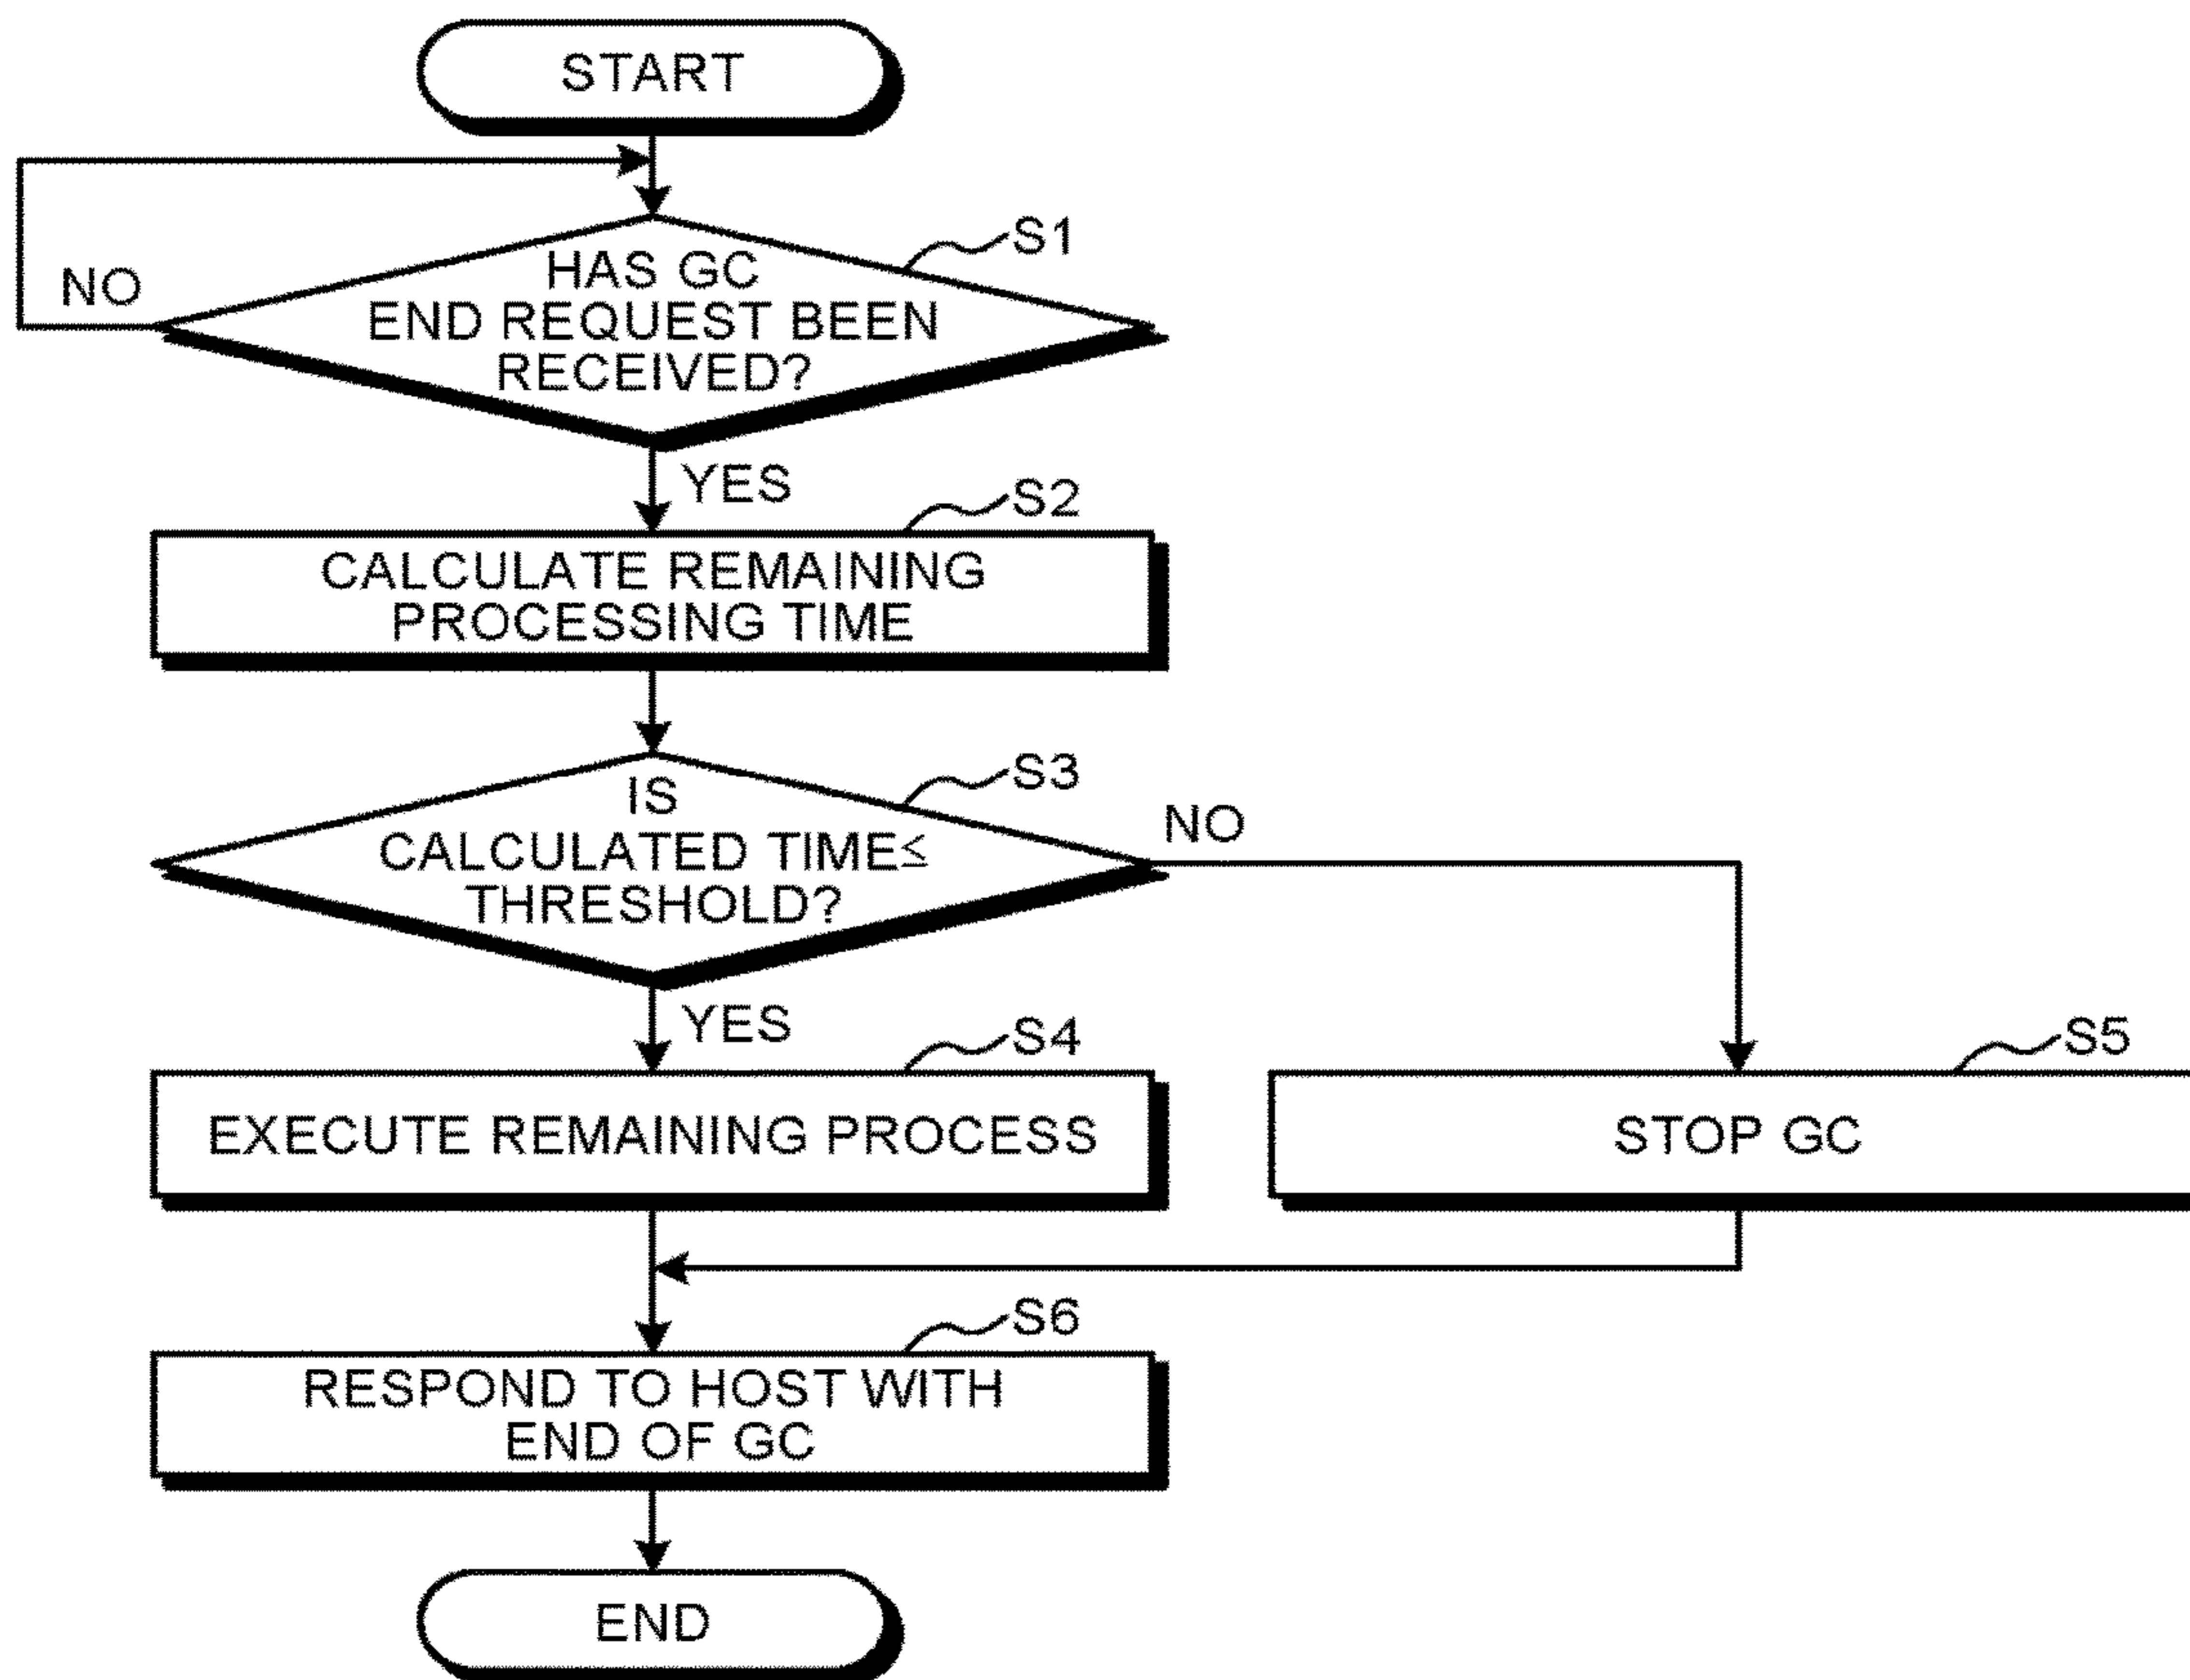 START
S1
HAS GC
END REQUEST BEEN
RECEIVED?
NO
YES
S2
CALCULATE REMAINING
PROCESSING TIME
S3
IS
CALCULATED TIME≤
THRESHOLD?
NO
YES
S4
EXECUTE REMAINING PROCESS
S5
STOP GC
S6
RESPOND TO HOST WITH
END OF GC
END